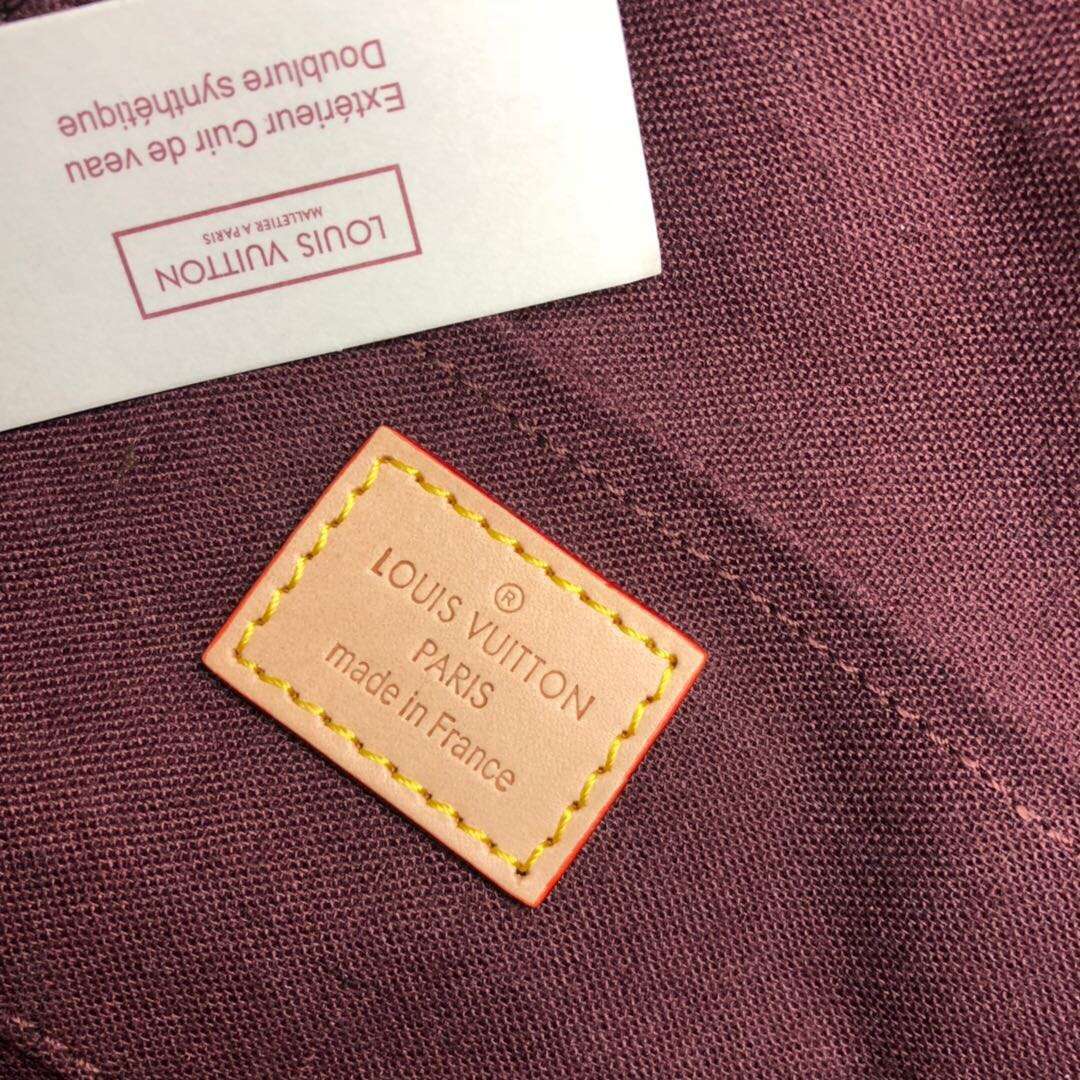 LOUIS VUITTON
MALLETIER A PARIS
Extérieur Cuir de veau
Doublure synthétique
®
LOUIS VUITTON
PARIS
made in France